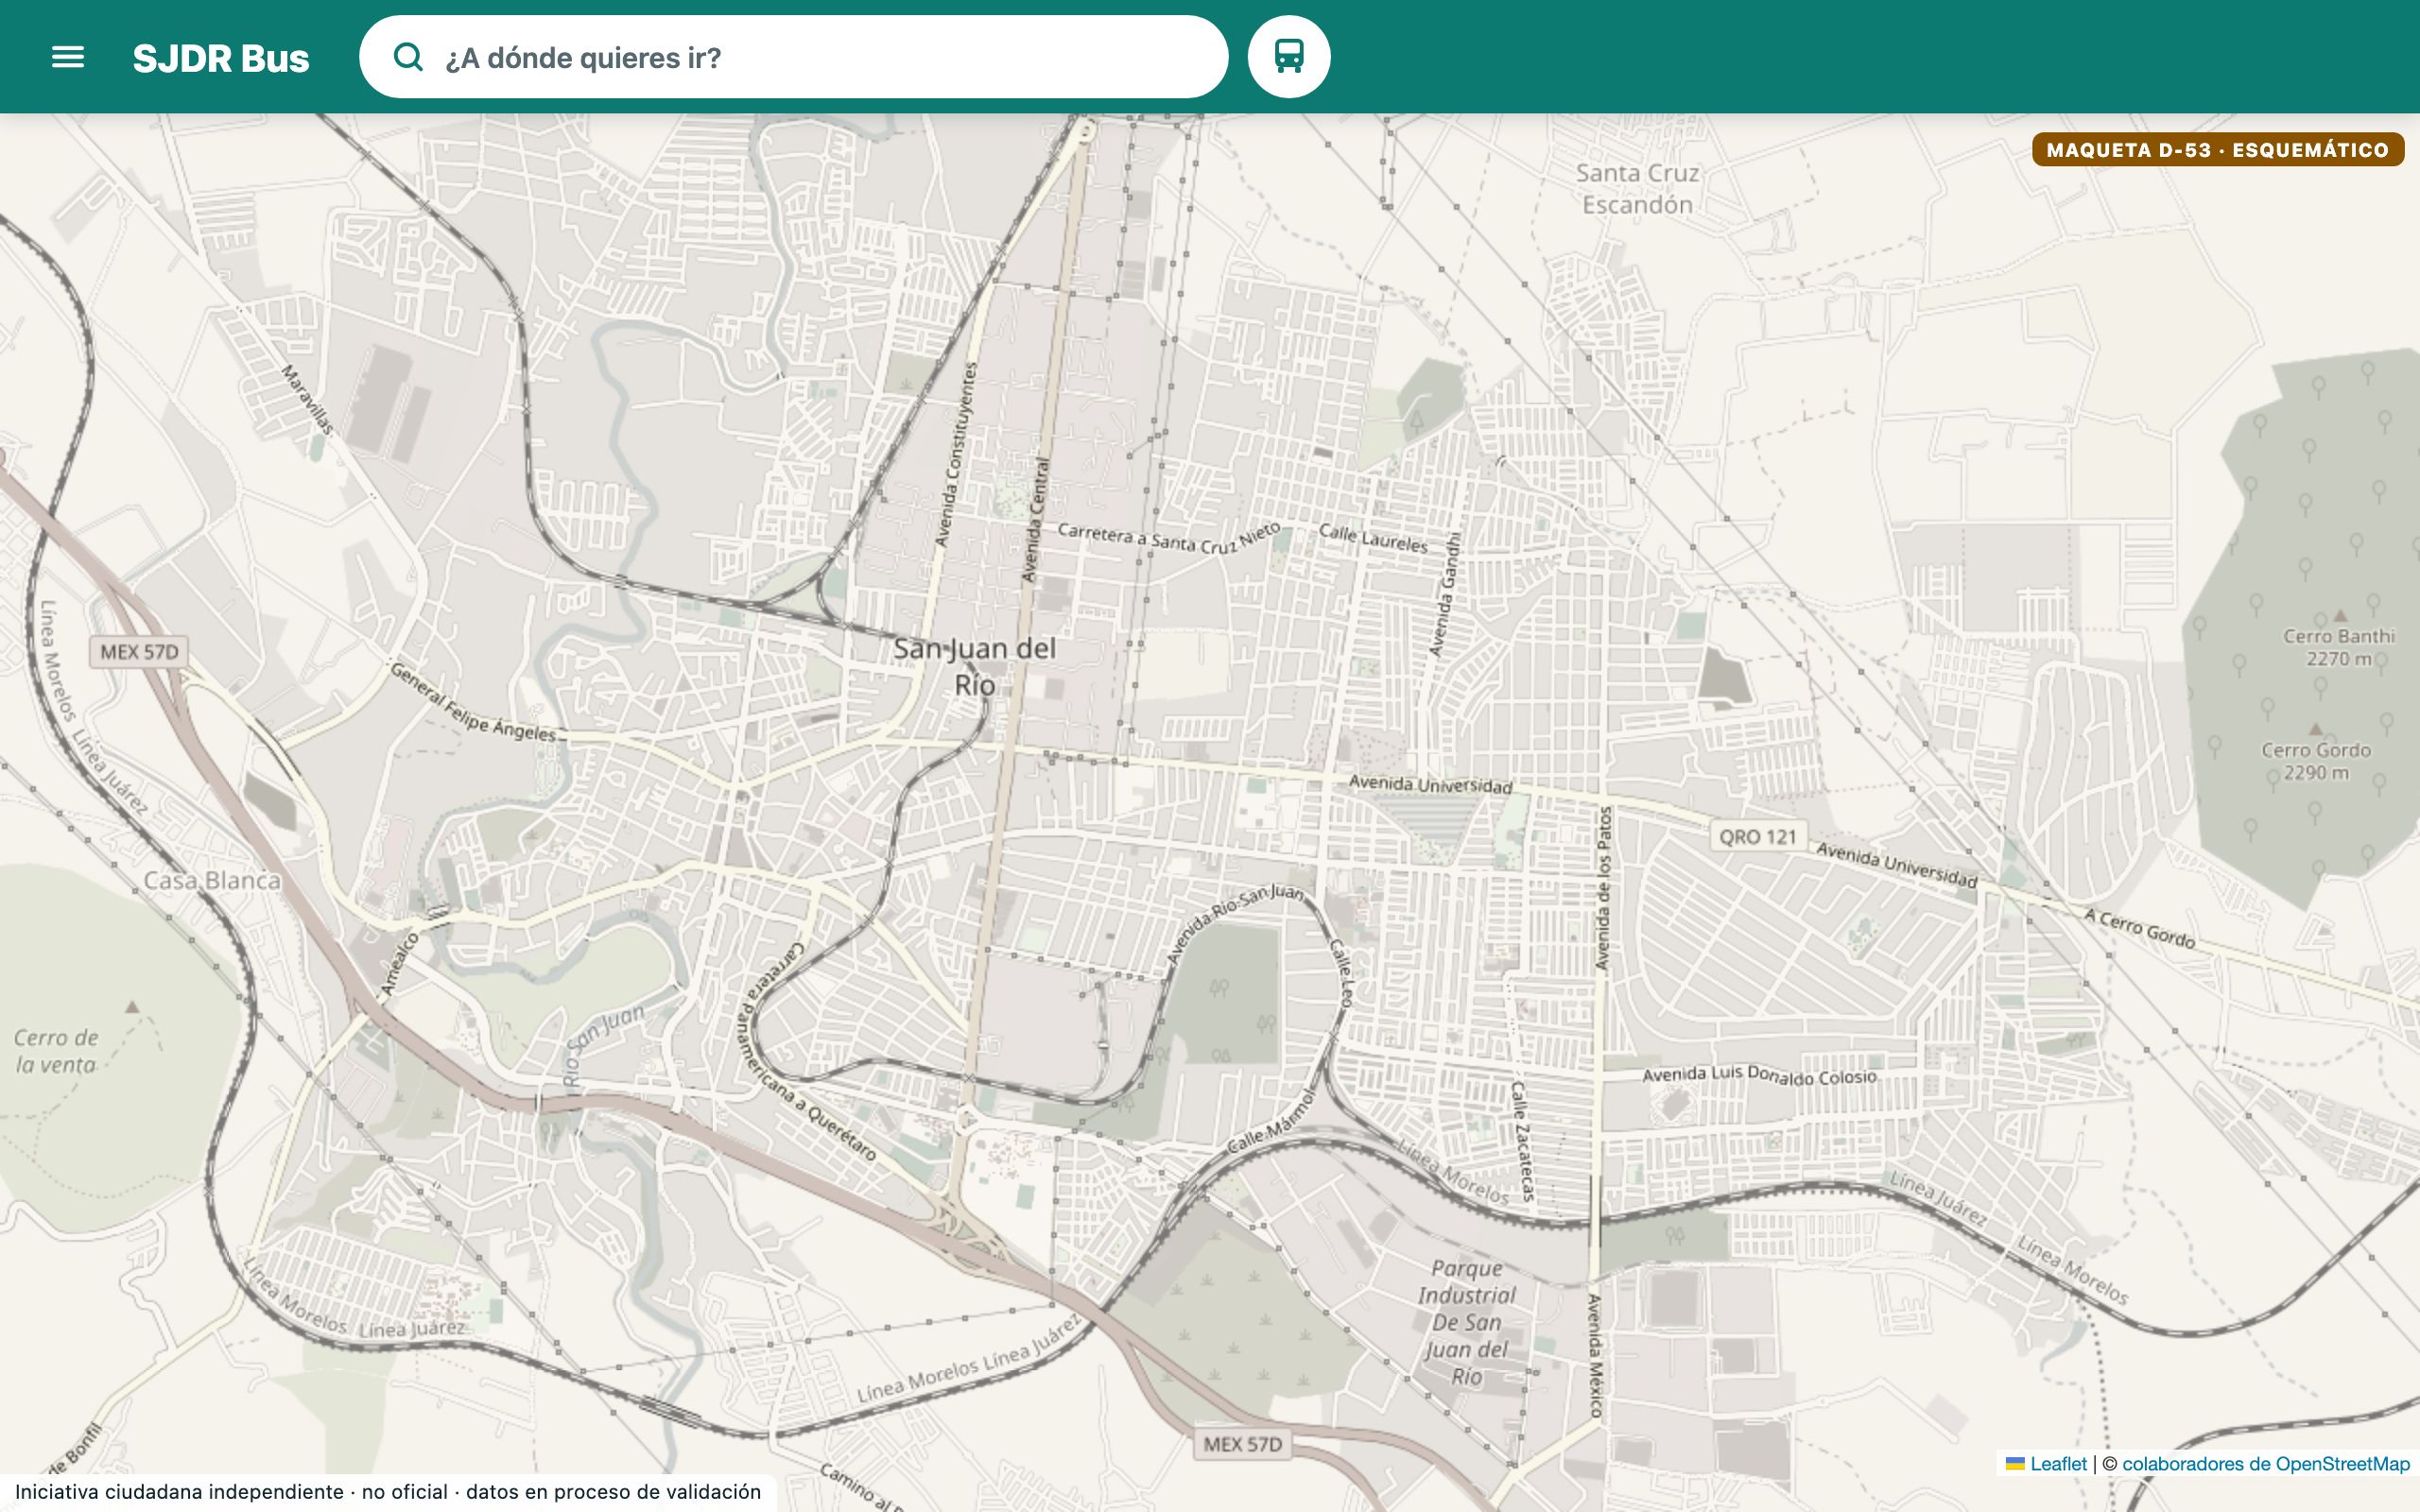 SJDR Bus
¿A dónde quieres ir?
MAQUETA D-53 · ESQUEMÁTICO
Santa Cruz
Escandón
Maravillas
Avenida Constituyentes
Avenida Central
Carretera a Santa Cruz Nieto
Calle Laureles
Avenida Gandhi
Línea Morelos
Línea Juárez
MEX 57D
General Felipe Ángeles
San Juan del
Río
Cerro Banthi
2270 m
Cerro Gordo
2290 m
Avenida Universidad
QRO 121
Avenida Universidad
A Cerro Gordo
Avenida de los Patos
Casa Blanca
Amealco
Avenida Río San Juan
Calle Leo
Carretera Panamericana a Querétaro
Río San Juan
Cerro de
la venta
Avenida Luis Donaldo Colosio
Calle Zacatecas
Calle Mármol
Línea Morelos
Línea Juárez
Línea Morelos
Parque
Industrial
De San
Juan del
Río
Avenida México
Línea Morelos
Línea Juárez
Línea Morelos
Línea Juárez
MEX 57D
de Bonfil
Camino al
Leaflet | © colaboradores de OpenStreetMap
Iniciativa ciudadana independiente · no oficial · datos en proceso de validación